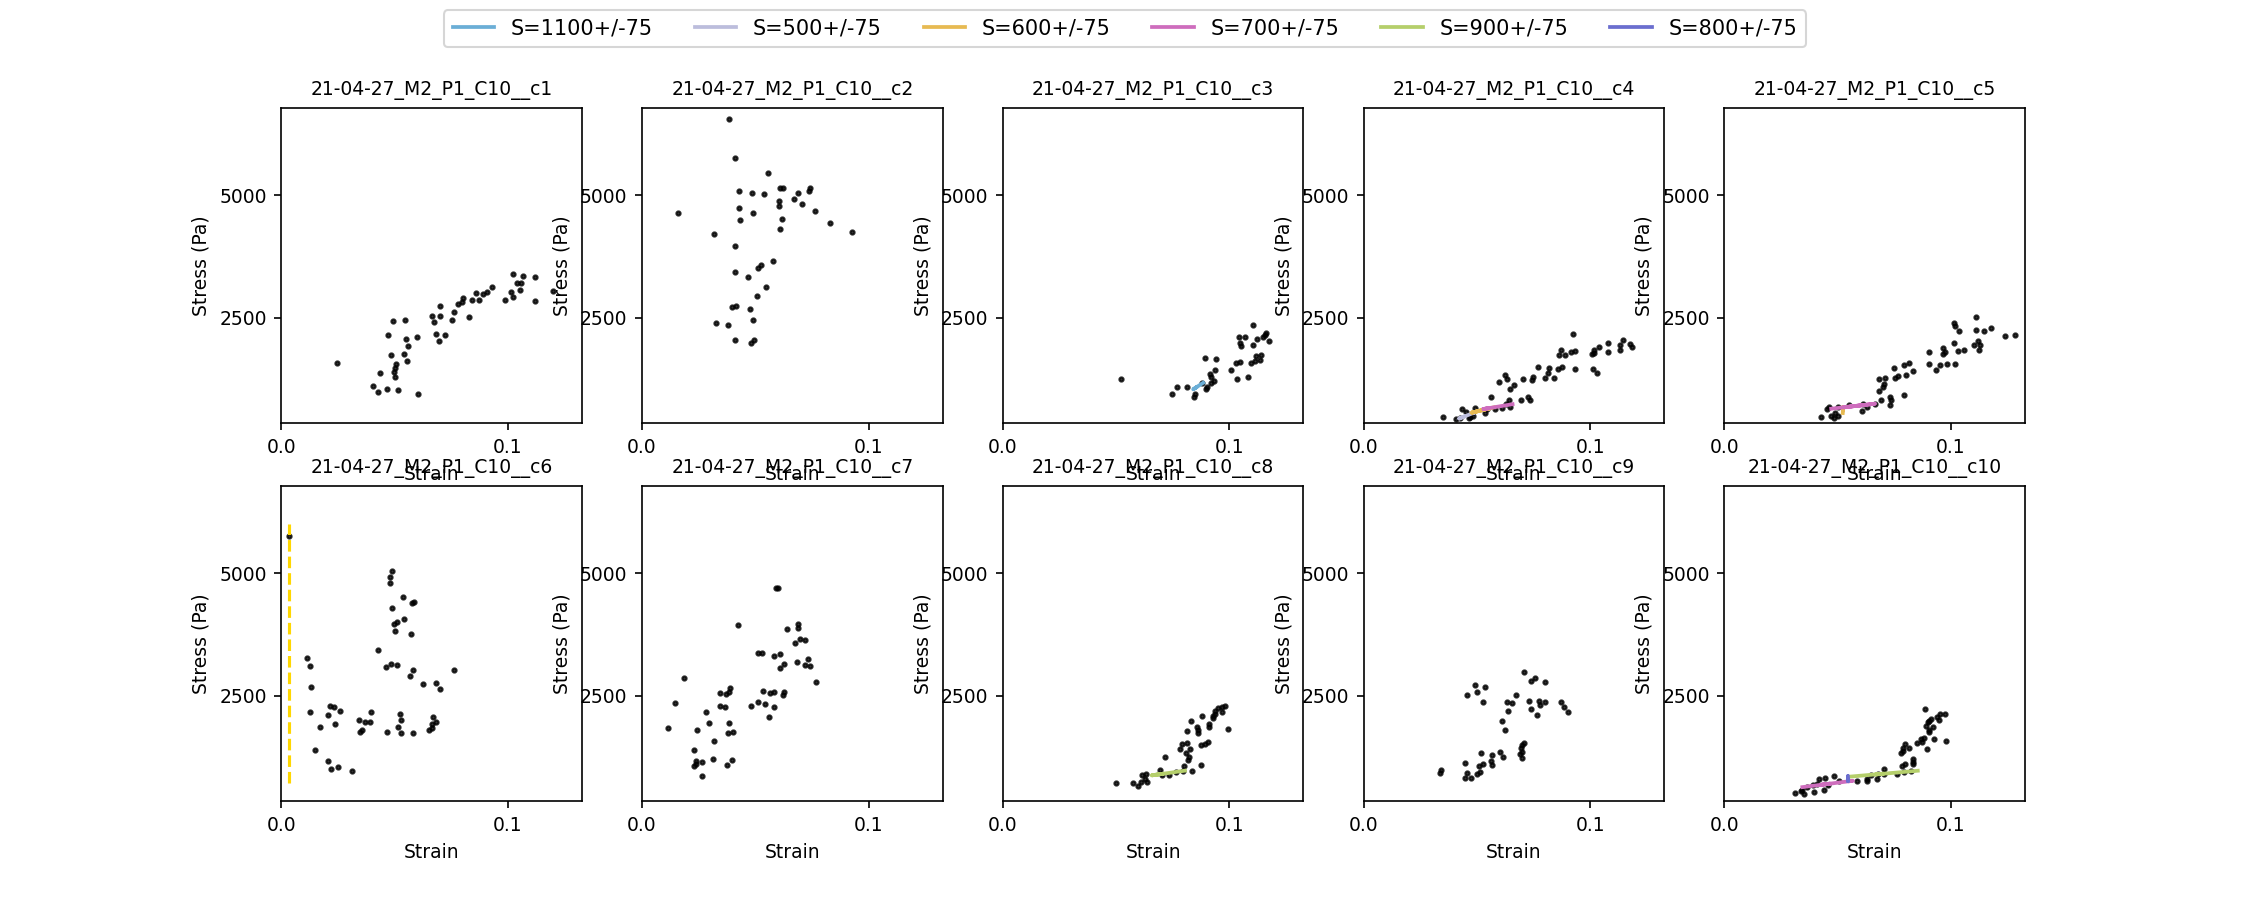 S=1100+/-75 S=500+/-75 S=600+/-75 S=700+/-75 S=900+/-75 S=800+/-75
21-04-27_M2_P1_C10__c1
5000
2500
Stress (Pa)
0.0 0.1
Strain
21-04-27_M2_P1_C10__c2
5000
2500
Stress (Pa)
0.0 0.1
Strain
21-04-27_M2_P1_C10__c3
5000
2500
Stress (Pa)
0.0 0.1
Strain
21-04-27_M2_P1_C10__c4
5000
2500
Stress (Pa)
0.0 0.1
Strain
21-04-27_M2_P1_C10__c5
5000
2500
Stress (Pa)
0.0 0.1
Strain
21-04-27_M2_P1_C10__c6
5000
2500
Stress (Pa)
0.0 0.1
Strain
21-04-27_M2_P1_C10__c7
5000
2500
Stress (Pa)
0.0 0.1
Strain
21-04-27_M2_P1_C10__c8
5000
2500
Stress (Pa)
0.0 0.1
Strain
21-04-27_M2_P1_C10__c9
5000
2500
Stress (Pa)
0.0 0.1
Strain
21-04-27_M2_P1_C10__c10
5000
2500
Stress (Pa)
0.0 0.1
Strain